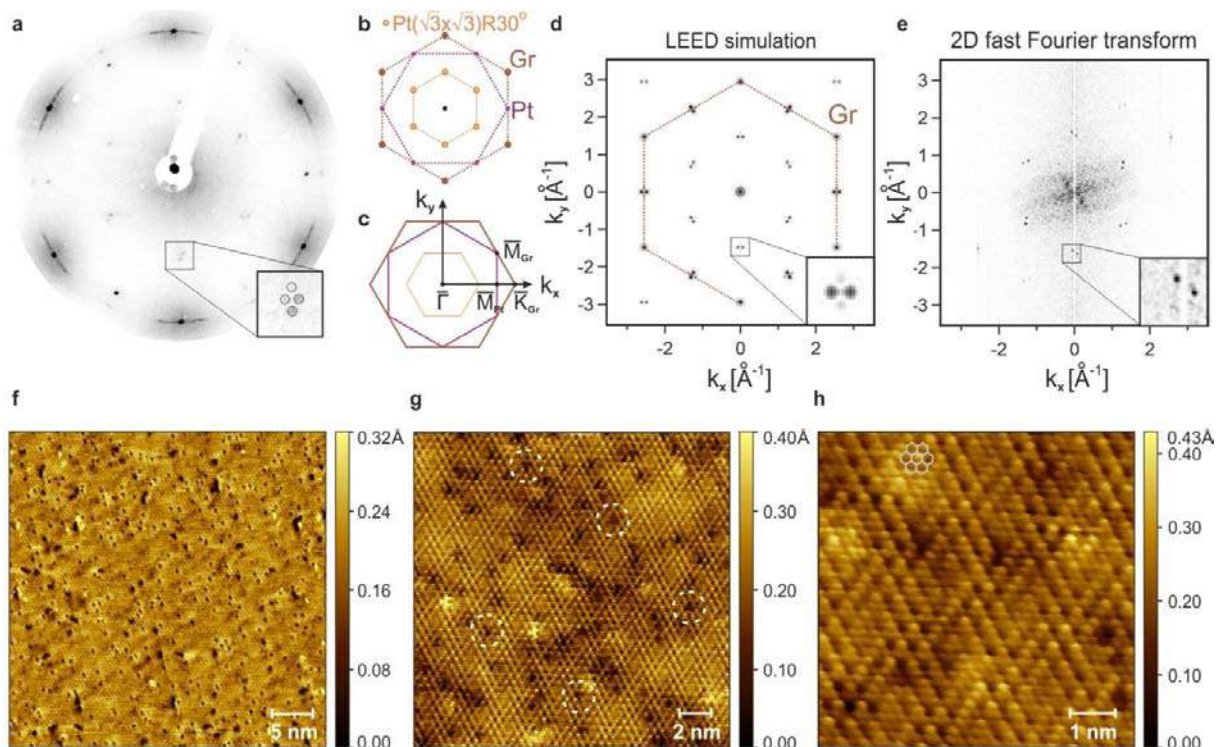 a
b
Pt(√3x√3)R30°
Gr
Pt
c
k_y
M̅_Gr
Γ̅
M̅_Pt
K̅_Gr
k_x
d
LEED simulation
Gr
3
2
1
0
-1
-2
-3
k_y [Å⁻¹]
-2
0
2
k_x [Å⁻¹]
e
2D fast Fourier transform
3
2
1
0
-1
-2
-3
k_y [Å⁻¹]
-2
0
2
k_x [Å⁻¹]
f
0.32Å
0.24
0.16
0.08
0.00
5 nm
g
0.40Å
0.30
0.20
0.10
0.00
2 nm
h
0.43Å
0.40
0.30
0.20
0.10
0.00
1 nm